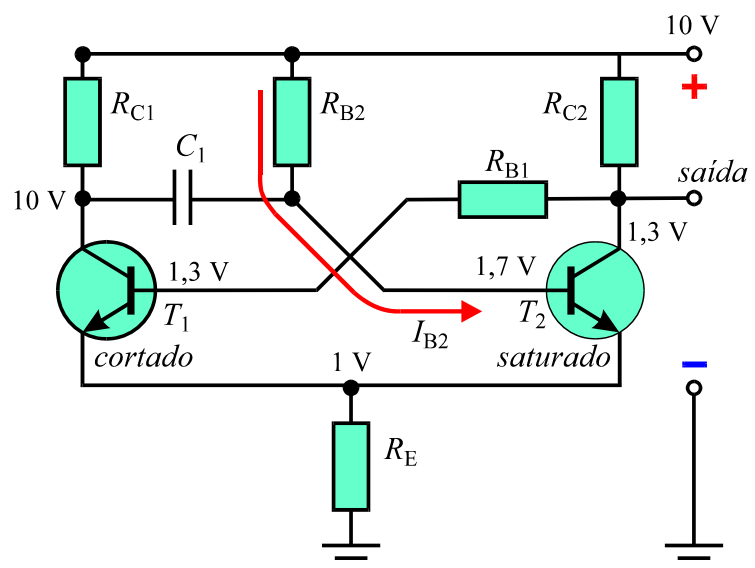 10 V
+
R_C1
R_B2
R_C2
C_1
R_B1
saída
10 V
1,3 V
1,3 V
1,7 V
T_1
T_2
I_B2
cortado
1 V
saturado
–
R_E